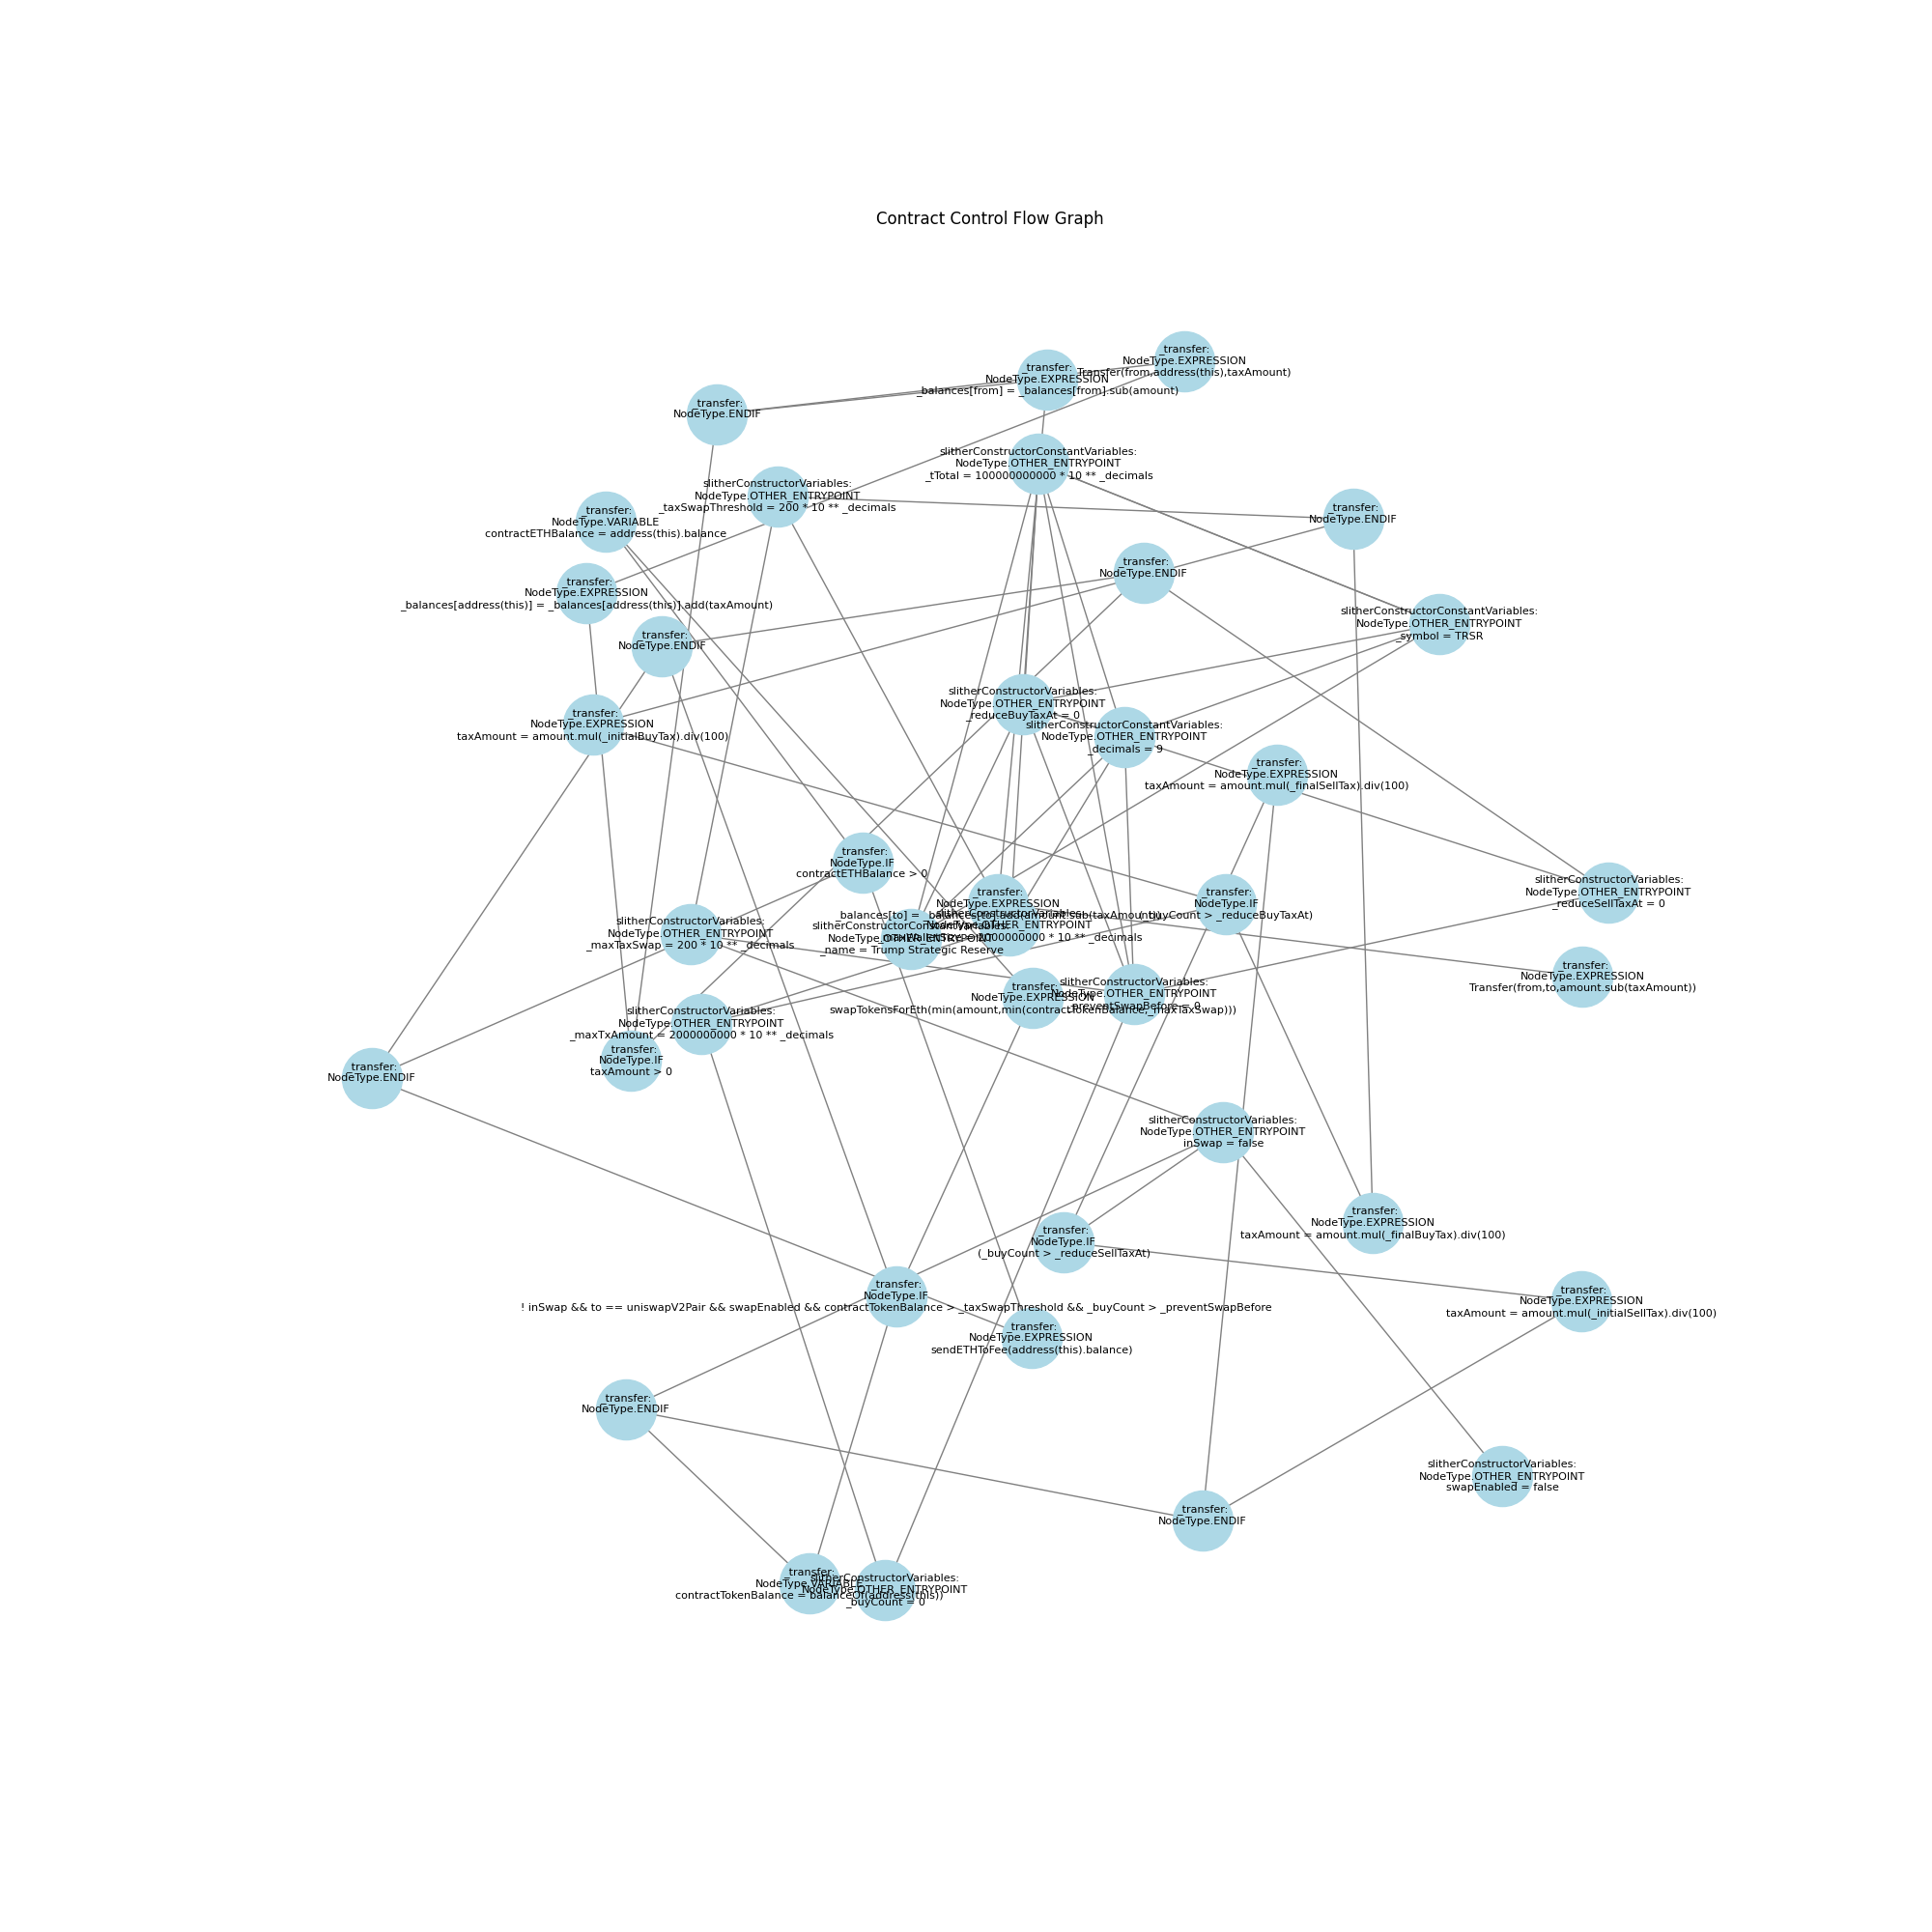 Contract Control Flow Graph
_transfer:
NodeType.EXPRESSION
Transfer(from,address(this),taxAmount)
_transfer:
NodeType.EXPRESSION
_balances[from] = _balances[from].sub(amount)
_transfer:
NodeType.ENDIF
slitherConstructorConstantVariables:
NodeType.OTHER_ENTRYPOINT
_tTotal = 100000000000 * 10 ** _decimals
slitherConstructorVariables:
NodeType.OTHER_ENTRYPOINT
_taxSwapThreshold = 200 * 10 ** _decimals
_transfer:
NodeType.VARIABLE
contractETHBalance = address(this).balance
_transfer:
NodeType.ENDIF
_transfer:
NodeType.ENDIF
_transfer:
NodeType.EXPRESSION
_balances[address(this)] = _balances[address(this)].add(taxAmount)
slitherConstructorConstantVariables:
NodeType.OTHER_ENTRYPOINT
_symbol = TRSR
_transfer:
NodeType.ENDIF
slitherConstructorVariables:
NodeType.OTHER_ENTRYPOINT
_reduceBuyTaxAt = 0
_transfer:
NodeType.EXPRESSION
taxAmount = amount.mul(_initialBuyTax).div(100)
slitherConstructorConstantVariables:
NodeType.OTHER_ENTRYPOINT
_decimals = 9
_transfer:
NodeType.EXPRESSION
taxAmount = amount.mul(_finalSellTax).div(100)
_transfer:
NodeType.IF
contractETHBalance > 0
slitherConstructorVariables:
NodeType.OTHER_ENTRYPOINT
_reduceSellTaxAt = 0
_transfer:
NodeType.EXPRESSION
_balances[to] = _balances[to].add(amount.sub(taxAmount))
_transfer:
NodeType.IF
(_buyCount > _reduceBuyTaxAt)
slitherConstructorVariables:
NodeType.OTHER_ENTRYPOINT
2000000000 * 10 ** _decimals
slitherConstructorVariables:
NodeType.OTHER_ENTRYPOINT
_maxTaxSwap = 200 * 10 ** _decimals
slitherConstructorConstantVariables:
NodeType.OTHER_ENTRYPOINT
_name = Trump Strategic Reserve
_transfer:
NodeType.EXPRESSION
Transfer(from,to,amount.sub(taxAmount))
_transfer:
NodeType.EXPRESSION
swapTokensForEth(min(amount,min(contractTokenBalance,_maxTaxSwap)))
slitherConstructorVariables:
NodeType.OTHER_ENTRYPOINT
_preventSwapBefore = 0
slitherConstructorVariables:
NodeType.OTHER_ENTRYPOINT
_maxTxAmount = 2000000000 * 10 ** _decimals
_transfer:
NodeType.IF
taxAmount > 0
_transfer:
NodeType.ENDIF
slitherConstructorVariables:
NodeType.OTHER_ENTRYPOINT
inSwap = false
_transfer:
NodeType.EXPRESSION
taxAmount = amount.mul(_finalBuyTax).div(100)
_transfer:
NodeType.IF
(_buyCount > _reduceSellTaxAt)
_transfer:
NodeType.IF
! inSwap && to == uniswapV2Pair && swapEnabled && contractTokenBalance > _taxSwapThreshold && _buyCount > _preventSwapBefore
_transfer:
NodeType.EXPRESSION
taxAmount = amount.mul(_initialSellTax).div(100)
_transfer:
NodeType.EXPRESSION
sendETHToFee(address(this).balance)
_transfer:
NodeType.ENDIF
slitherConstructorVariables:
NodeType.OTHER_ENTRYPOINT
swapEnabled = false
_transfer:
NodeType.ENDIF
_transfer:
NodeType.VARIABLE
contractTokenBalance = balanceOf(address(this))
slitherConstructorVariables:
NodeType.OTHER_ENTRYPOINT
_buyCount = 0